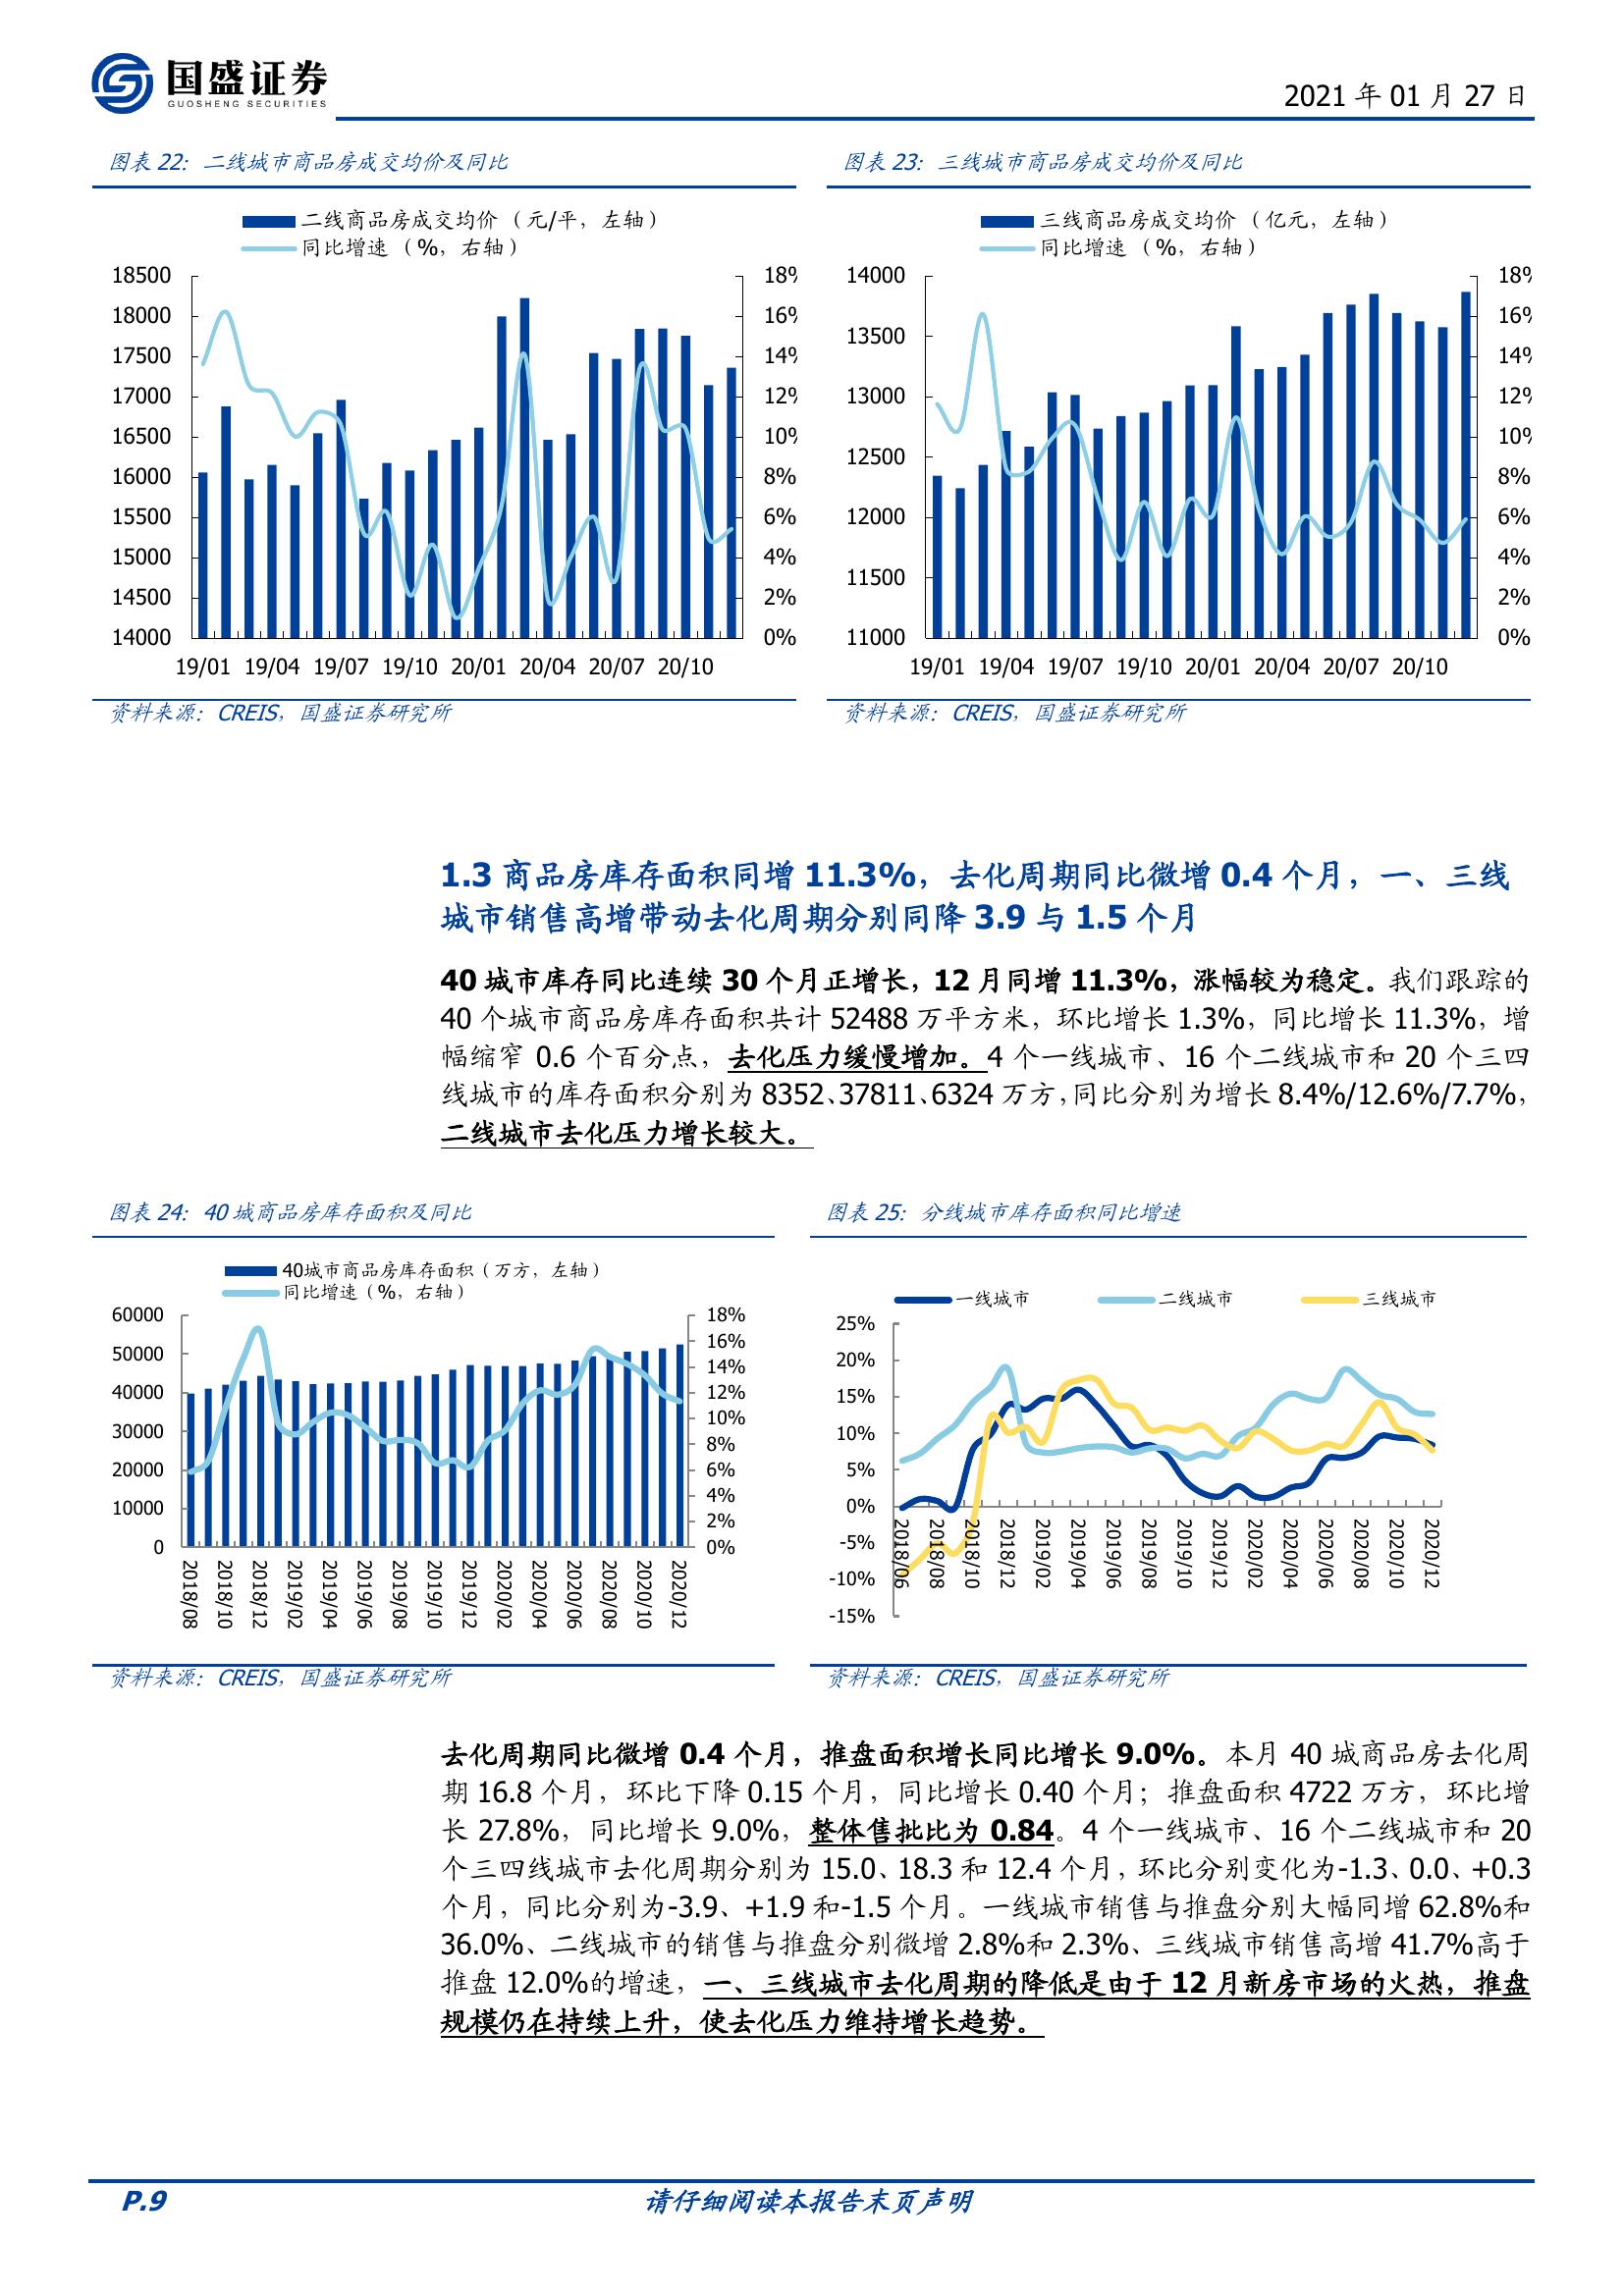 国盛证券
GUOSHENG SECURITIES
2021 年 01 月 27 日
图表 22：二线城市商品房成交均价及同比
二线商品房成交均价（元/平，左轴）
同比增速（%，右轴）
18500
18000
17500
17000
16500
16000
15500
15000
14500
14000
18%
16%
14%
12%
10%
8%
6%
4%
2%
0%
19/01 19/04 19/07 19/10 20/01 20/04 20/07 20/10
资料来源：CREIS，国盛证券研究所
图表 23：三线城市商品房成交均价及同比
三线商品房成交均价（亿元，左轴）
同比增速（%，右轴）
14000
13500
13000
12500
12000
11500
11000
18%
16%
14%
12%
10%
8%
6%
4%
2%
0%
19/01 19/04 19/07 19/10 20/01 20/04 20/07 20/10
资料来源：CREIS，国盛证券研究所
1.3 商品房库存面积同增 11.3%，去化周期同比微增 0.4 个月，一、三线
城市销售高增带动去化周期分别同降 3.9 与 1.5 个月
40 城市库存同比连续 30 个月正增长，12 月同增 11.3%，涨幅较为稳定。我们跟踪的
40 个城市商品房库存面积共计 52488 万平方米，环比增长 1.3%，同比增长 11.3%，增
幅缩窄 0.6 个百分点，去化压力缓慢增加。4 个一线城市、16 个二线城市和 20 个三四
线城市的库存面积分别为 8352、37811、6324 万方，同比分别为增长 8.4%/12.6%/7.7%，
二线城市去化压力增长较大。
图表 24：40 城商品房库存面积及同比
40城市商品房库存面积（万方，左轴）
同比增速（%，右轴）
60000
50000
40000
30000
20000
10000
0
18%
16%
14%
12%
10%
8%
6%
4%
2%
0%
2018/08 2018/10 2018/12 2019/02 2019/04 2019/06 2019/08 2019/10 2019/12 2020/02 2020/04 2020/06 2020/08 2020/10 2020/12
资料来源：CREIS，国盛证券研究所
图表 25：分线城市库存面积同比增速
一线城市 二线城市 三线城市
25%
20%
15%
10%
5%
0%
-5%
-10%
-15%
2018/06 2018/08 2018/10 2018/12 2019/02 2019/04 2019/06 2019/08 2019/10 2019/12 2020/02 2020/04 2020/06 2020/08 2020/10 2020/12
资料来源：CREIS，国盛证券研究所
去化周期同比微增 0.4 个月，推盘面积增长同比增长 9.0%。本月 40 城商品房去化周
期 16.8 个月，环比下降 0.15 个月，同比增长 0.40 个月；推盘面积 4722 万方，环比增
长 27.8%，同比增长 9.0%，整体售批比为 0.84。4 个一线城市、16 个二线城市和 20
个三四线城市去化周期分别为 15.0、18.3 和 12.4 个月，环比分别变化为-1.3、0.0、+0.3
个月，同比分别为-3.9、+1.9 和-1.5 个月。一线城市销售与推盘分别大幅同增 62.8%和
36.0%、二线城市的销售与推盘分别微增 2.8%和 2.3%、三线城市销售高增 41.7%高于
推盘 12.0%的增速，一、三线城市去化周期的降低是由于 12 月新房市场的火热，推盘
规模仍在持续上升，使去化压力维持增长趋势。
P.9
请仔细阅读本报告末页声明